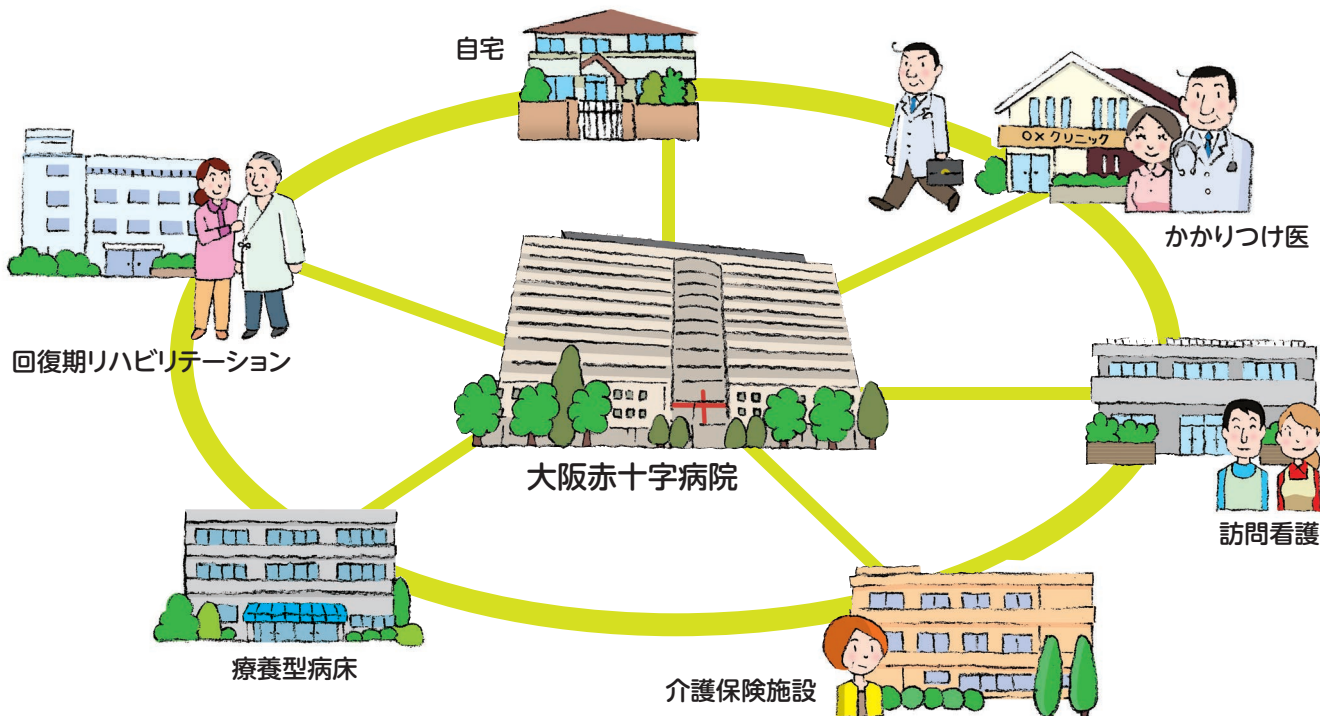 自宅
○×クリニック
かかりつけ医
回復期リハビリテーション
大阪赤十字病院
訪問看護
療養型病床
介護保険施設